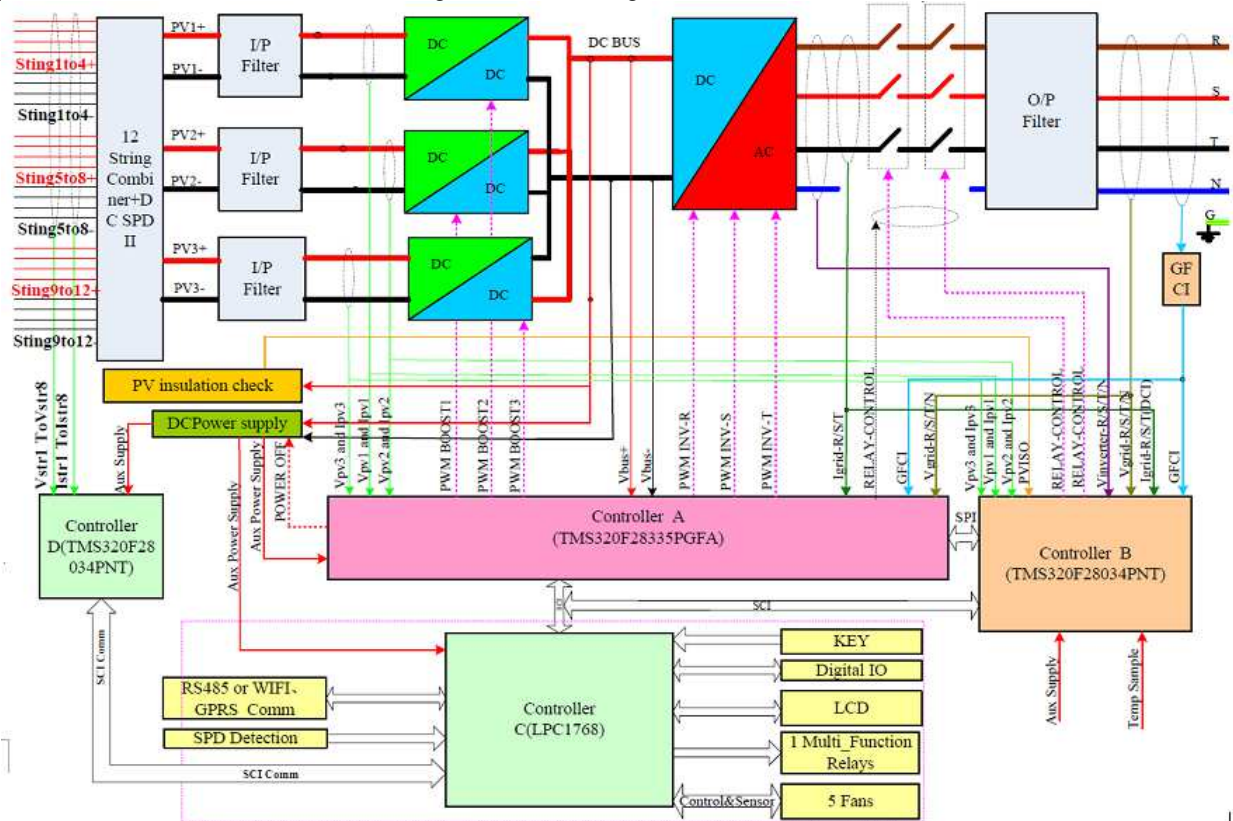 PV1+
PV1-
Sting1to4+
Sting1to4-
PV2+
PV2-
Sting5to8+
Sting5to8-
PV3+
PV3-
Sting9to12+
Sting9to12-
12
String
Combi
ner+D
C SPD
II
I/P
Filter
I/P
Filter
I/P
Filter
DC
DC
DC
DC
DC
DC
DC BUS
DC
AC
O/P
Filter
R
S
T
N
G
GF
CI
PV insulation check
DCPower supply
Vstr1 ToVstr8
Istr1 ToIstr8
Aux Supply
Aux Power Supply
Aux Power Supply
POWER OFF
Vpv3 and Ipv3
Vpv1 and Ipv1
Vpv2 and Ipv2
PWM BOOST1
PWM BOOST2
PWM BOOST3
Vbus+
Vbus-
PWM INV-R
PWM INV-S
PWM INV-T
Igrid-R/S/T
RELAY-CONTROL
GFCI
Vgrid-R/S/T/N
Vpv3 and Ipv3
Vpv1 and Ipv1
Vpv2 and Ipv2
PVISO
RELAY-CONTROL
RELAY-CONTROL
Vinverter-R/S/T/N
Vgrid-R/S/T/N
Igrid-R/S/T(DCI)
GFCI
Controller
D(TMS320F28
034PNT)
Controller A
(TMS320F28335PGFA)
SPI
Controller B
(TMS320F28034PNT)
SCI
SCI
SCI Comm
SCI Comm
Aux Supply
Temp Sample
RS485 or WIFI、
GPRS Comm
SPD Detection
Controller
C(LPC1768)
KEY
Digital IO
LCD
1 Multi_Function
Relays
Control&Sensor
5 Fans